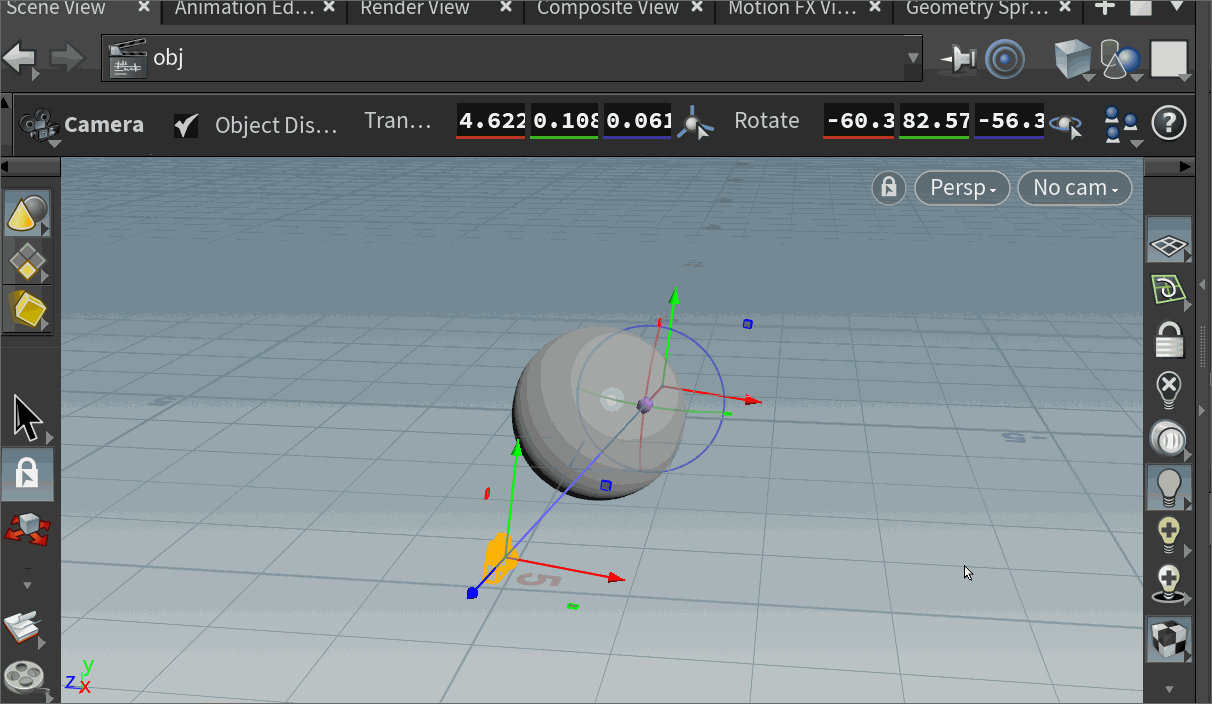 Scene View Animation Ed... Render View Composite View Motion FX Vi... Geometry Spr...
obj
Camera Object Dis... Tran... 4.622 0.108 0.061 Rotate -60.3 82.57 -56.3 ?
Persp No cam
5
y
z x